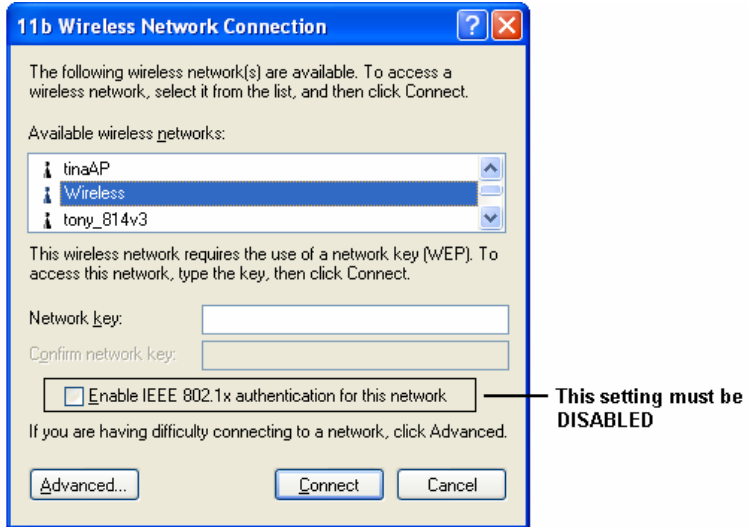 11b Wireless Network Connection
The following wireless network(s) are available. To access a
wireless network, select it from the list, and then click Connect.
Available wireless networks:
tinaAP
Wireless
tony_814v3
This wireless network requires the use of a network key (WEP). To
access this network, type the key, then click Connect.
Network key:
Confirm network key:
Enable IEEE 802.1x authentication for this network
This setting must be
DISABLED
If you are having difficulty connecting to a network, click Advanced.
Advanced...
Connect
Cancel